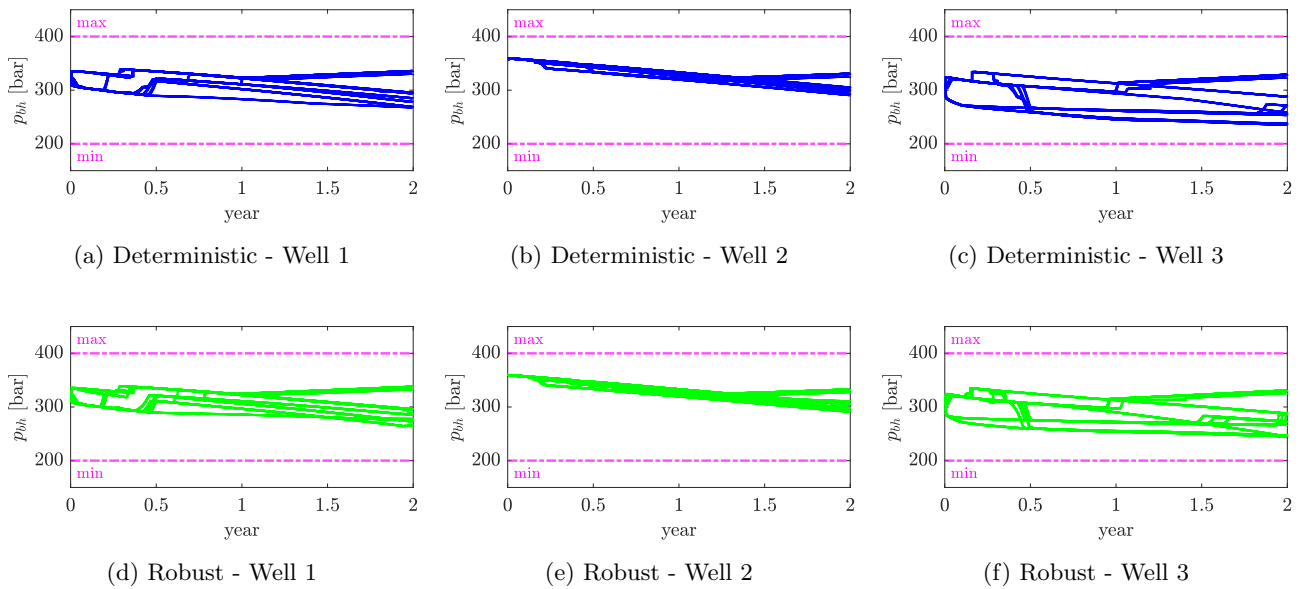 max
max
max
400
400
400
p_bh [bar]
300
p_bh [bar]
300
p_bh [bar]
300
200
200
200
min
min
min
0 0.5 1 1.5 2
0 0.5 1 1.5 2
0 0.5 1 1.5 2
year
year
year
(a) Deterministic - Well 1
(b) Deterministic - Well 2
(c) Deterministic - Well 3
max
max
max
400
400
400
p_bh [bar]
300
p_bh [bar]
300
p_bh [bar]
300
200
200
200
min
min
min
0 0.5 1 1.5 2
0 0.5 1 1.5 2
0 0.5 1 1.5 2
year
year
year
(d) Robust - Well 1
(e) Robust - Well 2
(f) Robust - Well 3